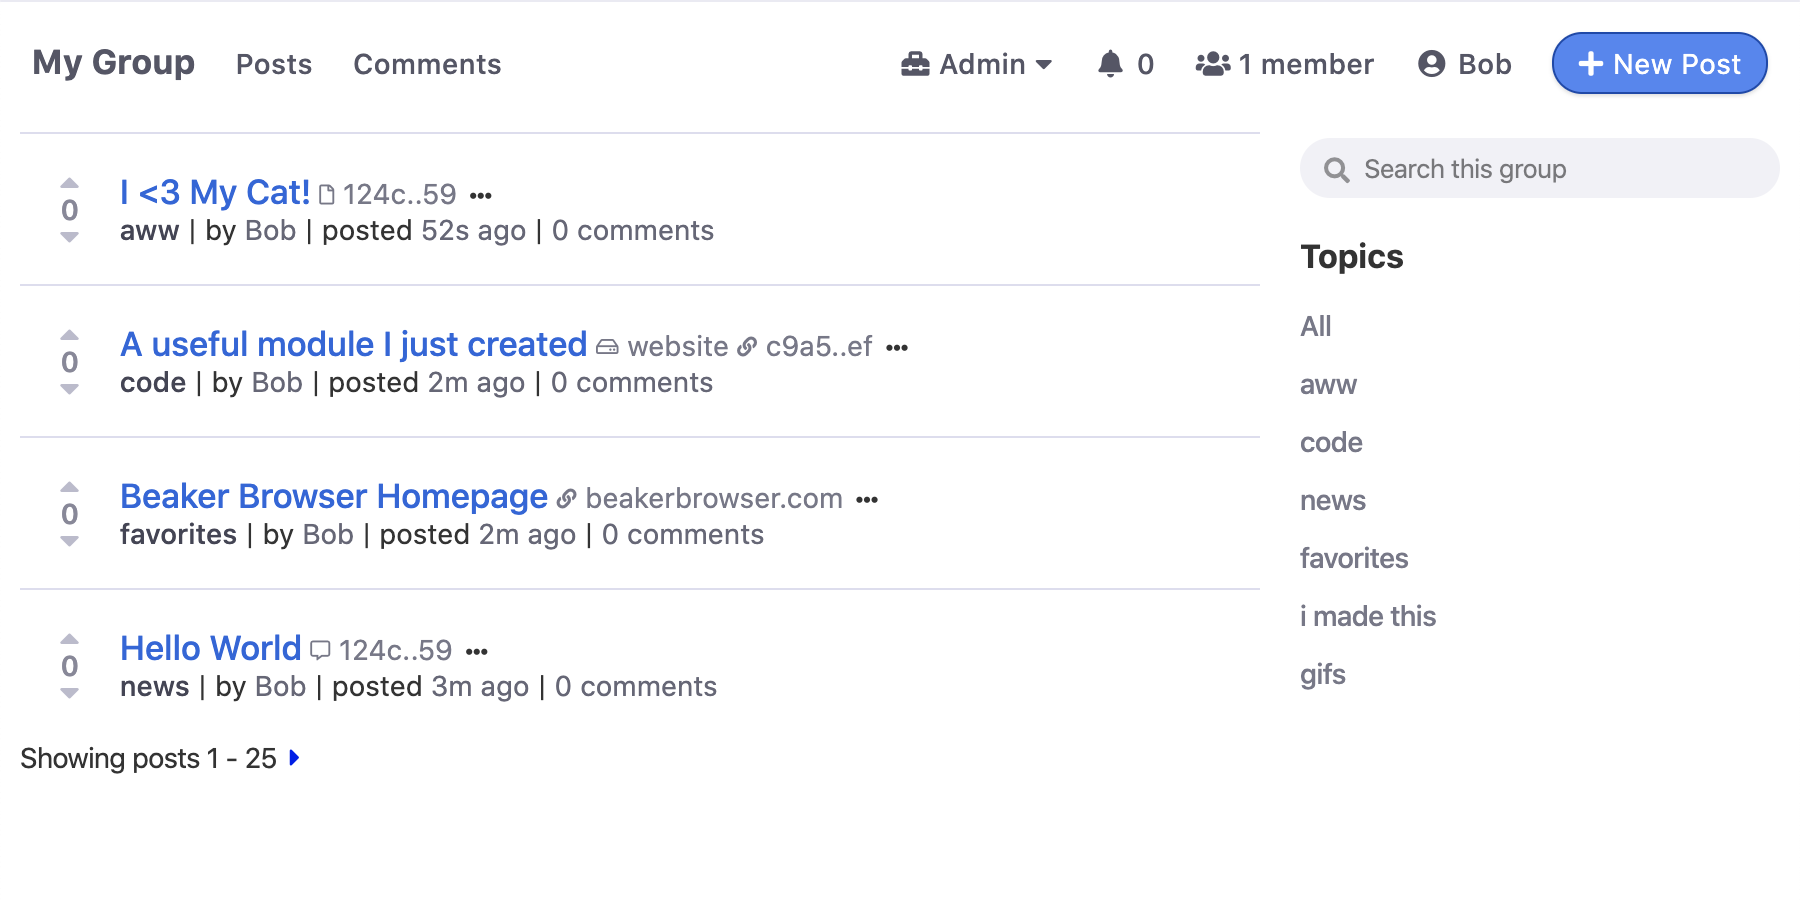 My Group Posts Comments Admin 0 1 member Bob New Post
Search this group
I <3 My Cat! 124c..59 •••
0
aww | by Bob | posted 52s ago | 0 comments
A useful module I just created website c9a5..ef •••
0
code | by Bob | posted 2m ago | 0 comments
Beaker Browser Homepage beakerbrowser.com •••
0
favorites | by Bob | posted 2m ago | 0 comments
Hello World 124c..59 •••
0
news | by Bob | posted 3m ago | 0 comments
Showing posts 1 - 25
Topics
All
aww
code
news
favorites
i made this
gifs